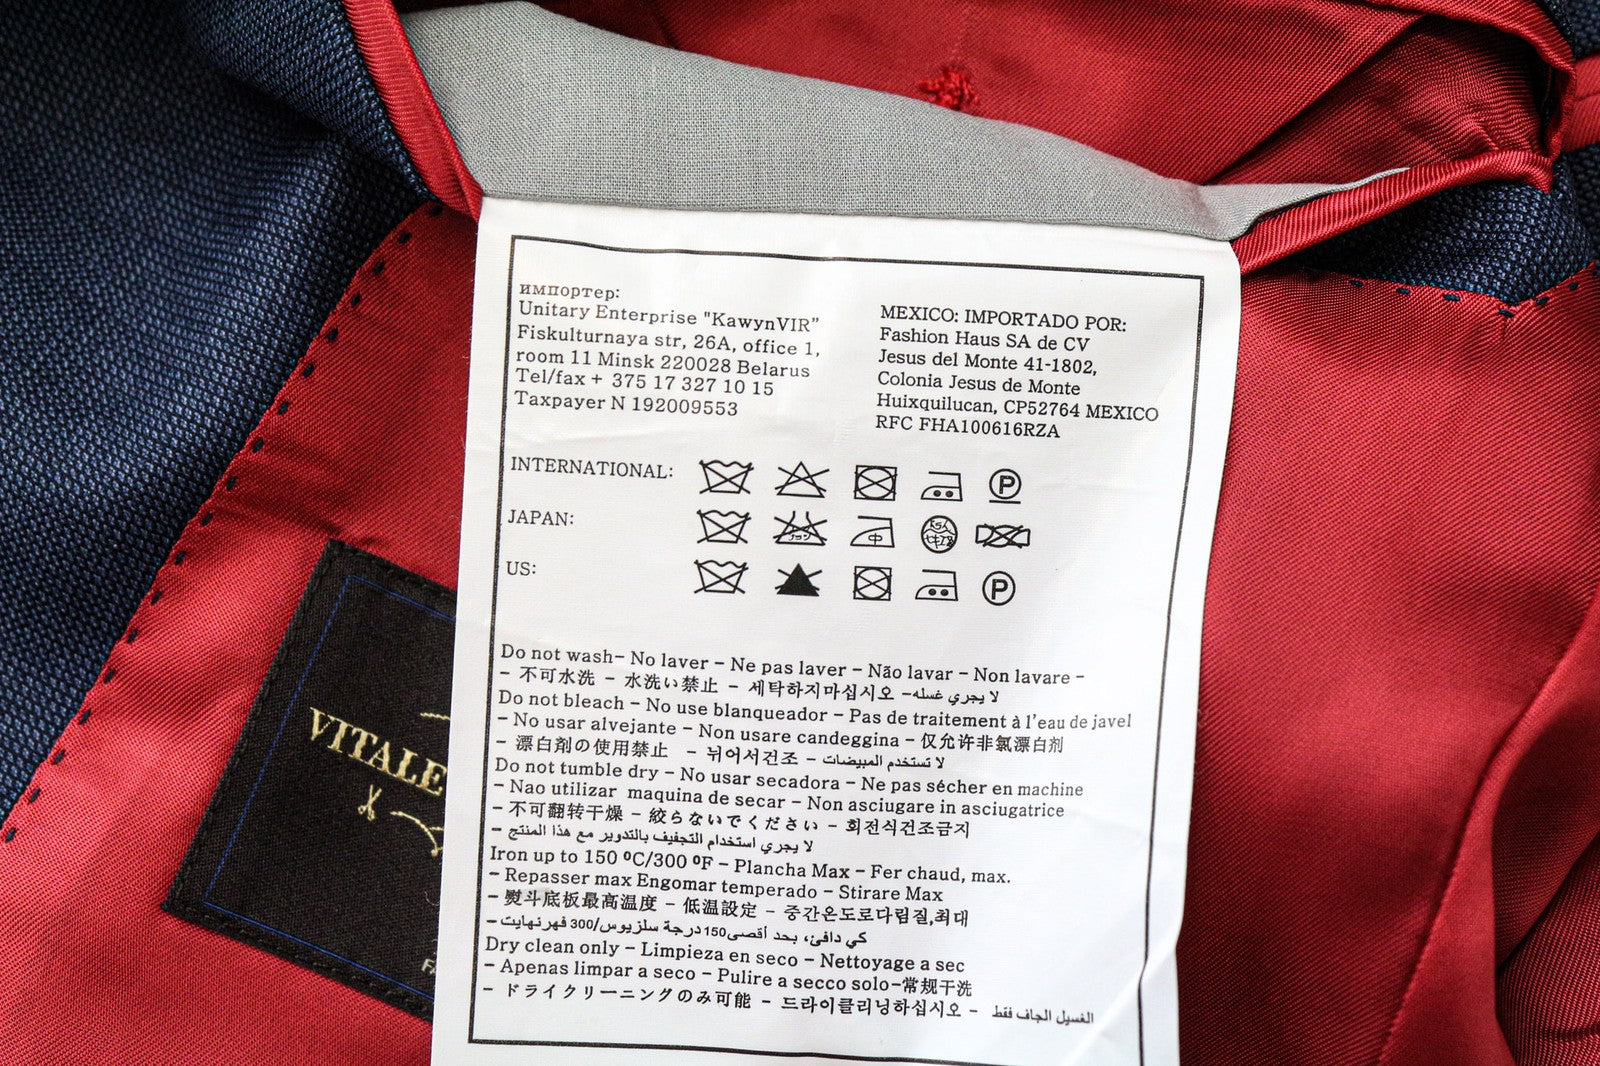 импортер:
Unitary Enterprise "KawynVIR"
Fiskulturnaya str, 26A, office 1,
room 11 Minsk 220028 Belarus
Tel/fax + 375 17 327 10 15
Taxpayer N 192009553
MEXICO: IMPORTADO POR:
Fashion Haus SA de CV
Jesus del Monte 41-1802,
Colonia Jesus de Monte
Huixquilucan, CP52764 MEXICO
RFC FHA100616RZA
INTERNATIONAL:
P
JAPAN:
中
US:
P
Do not wash- No laver - Ne pas laver - Não lavar - Non lavare -
- 不可水洗 - 水洗い禁止 - 세탁하지마십시오 - لا يجري غسله
Do not bleach - No use blanqueador - Pas de traitement à l'eau de javel
- No usar alvejante - Non usare candeggina - 仅允许非氯漂白剂
- 漂白剤の使用禁止 - 뉘어서건조 - لا تستخدم المبيضات
Do not tumble dry - No usar secadora - Ne pas sécher en machine
- Nao utilizar maquina de secar - Non asciugare in asciugatrice
- 不可翻转干燥 - 絞らないでください - 회전식건조금지
- لا يجري استخدام التجفيف بالتدوير مع هذا المنتج
Iron up to 150 ºC/300 ºF - Plancha Max - Fer chaud, max.
- Repasser max Engomar temperado - Stirare Max
- 熨斗底板最高温度 - 低温設定 - 중간온도로다림질,최대
- كي دافئ، بحد أقصى150 درجة سلزيوس/300 فهرنهايت
Dry clean only - Limpieza en seco - Nettoyage a sec
- Apenas limpar a seco - Pulire a secco solo-常规干洗
- ドライクリーニングのみ可能 - 드라이클리닝하십시오 - الغسيل الجاف فقط
VITALE